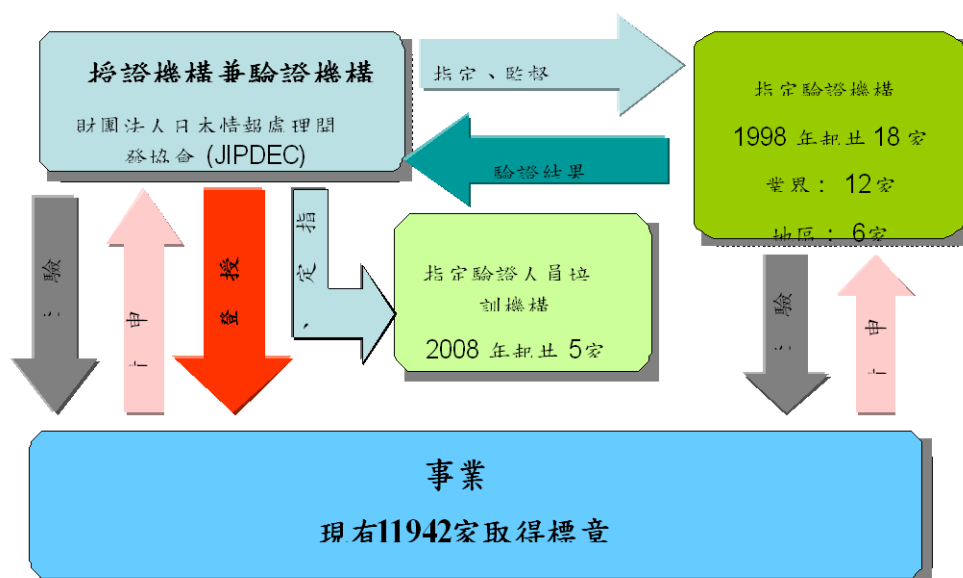 授證機構兼驗證機構
財團法人日本情報處理開
發協會 (JIPDEC)
指定、監督
驗證結果
指定驗證機構
1998 年起共 18家
業界： 12家
地區： 6家
指定驗證人員培
訓機構
2008 年起共 5家
驗
申
授
登
指
定
、
驗
申
事業
現有11942家取得標章